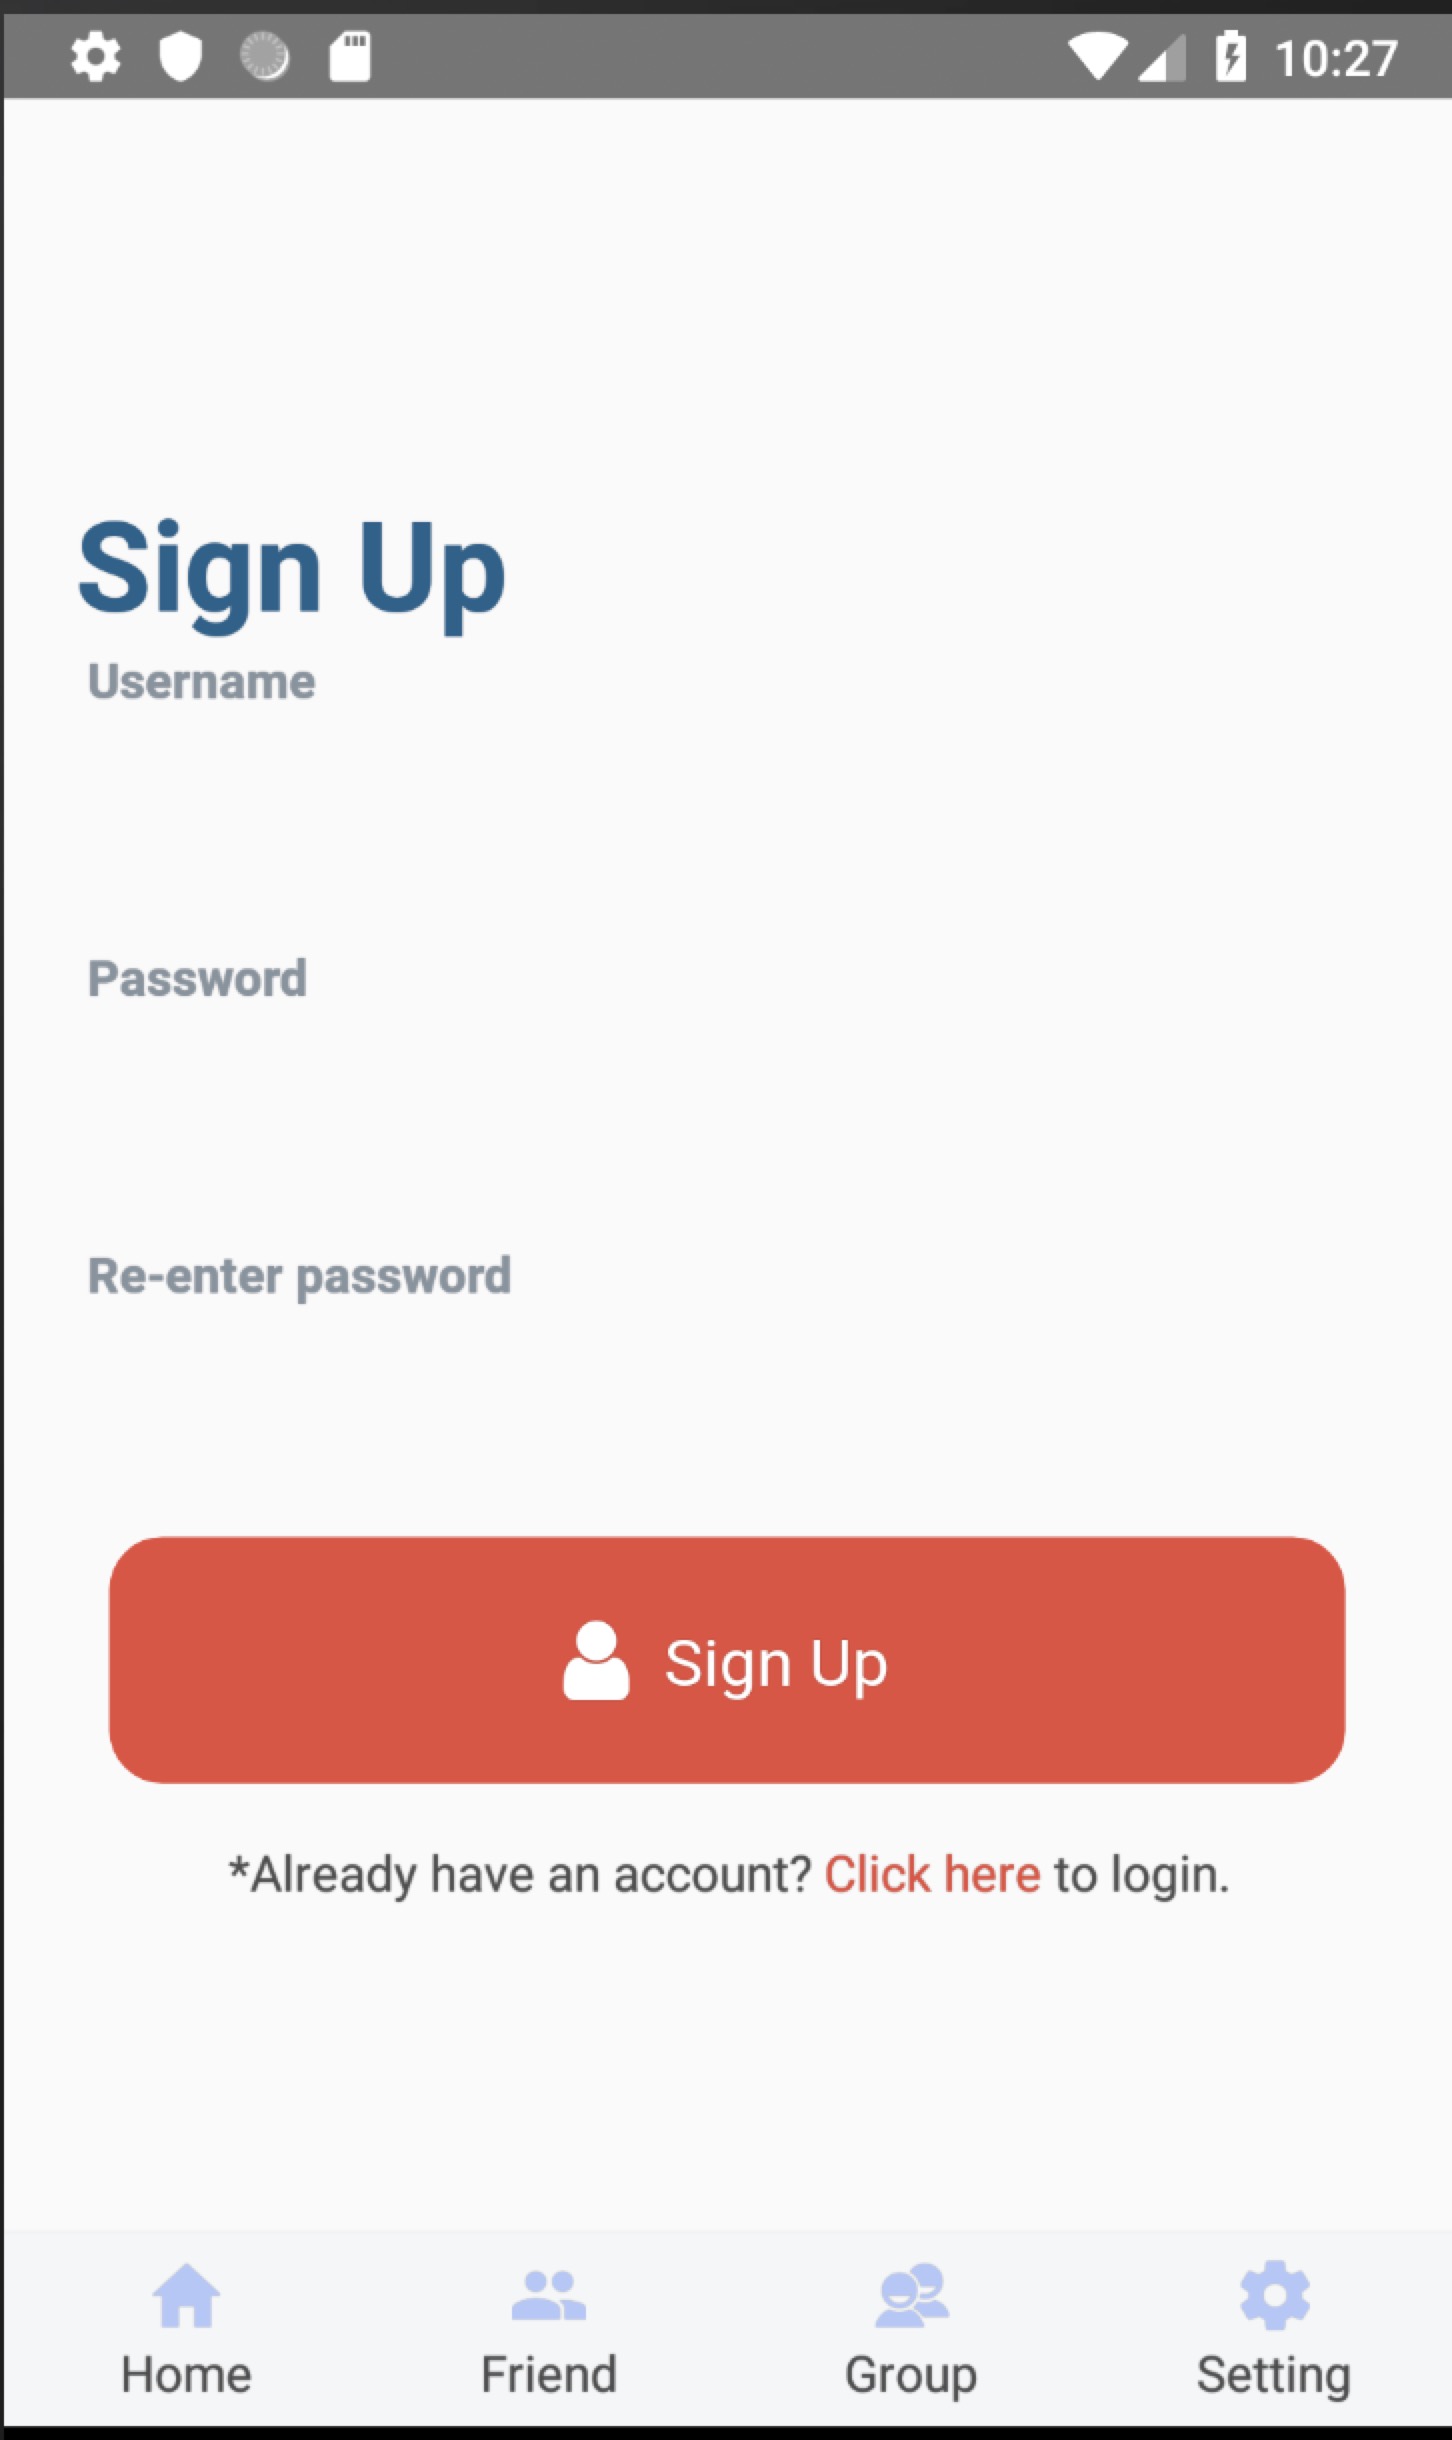 10:27
Sign Up
Username
Password
Re-enter password
Sign Up
*Already have an account? Click here to login.
Home Friend Group Setting